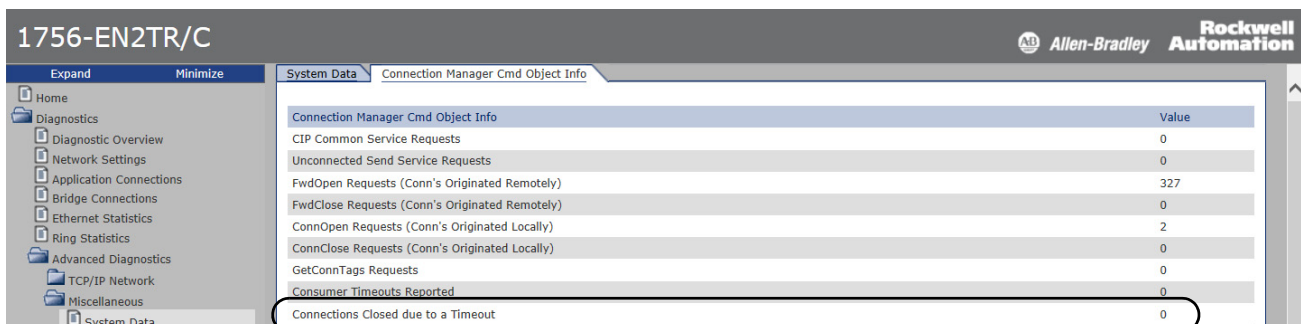 1756-EN2TR/C
AB Allen-Bradley Rockwell Automation
Expand Minimize
System Data Connection Manager Cmd Object Info
Home
Diagnostics
Diagnostic Overview
Network Settings
Application Connections
Bridge Connections
Ethernet Statistics
Ring Statistics
Advanced Diagnostics
TCP/IP Network
Miscellaneous
System Data
Connection Manager Cmd Object Info Value
CIP Common Service Requests 0
Unconnected Send Service Requests 0
FwdOpen Requests (Conn's Originated Remotely) 327
FwdClose Requests (Conn's Originated Remotely) 0
ConnOpen Requests (Conn's Originated Locally) 2
ConnClose Requests (Conn's Originated Locally) 0
GetConnTags Requests 0
Consumer Timeouts Reported 0
Connections Closed due to a Timeout 0